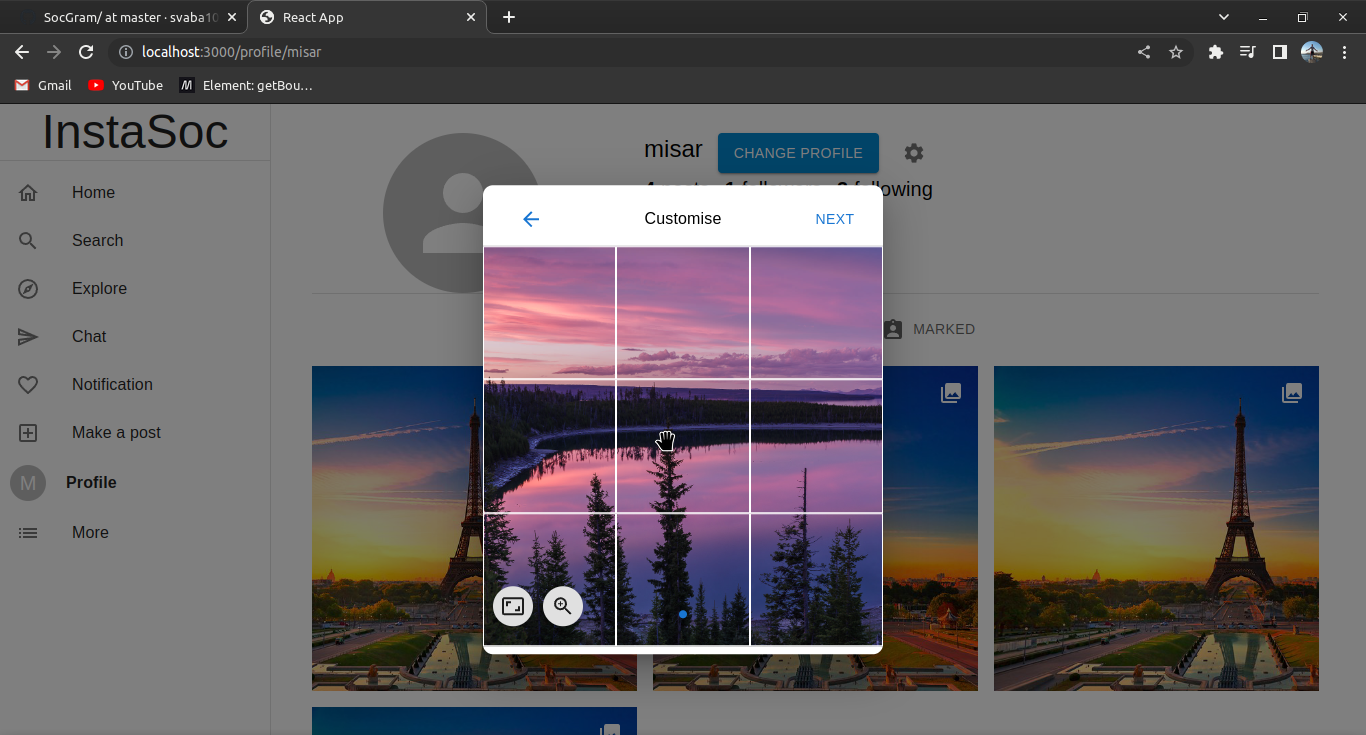 SocGram/ at master · svaba10
React App
localhost:3000/profile/misar
Gmail
YouTube
Element: getBou…
InstaSoc
Home
Search
Explore
Chat
Notification
Make a post
M
Profile
More
misar
CHANGE PROFILE
following
MARKED
Customise
NEXT